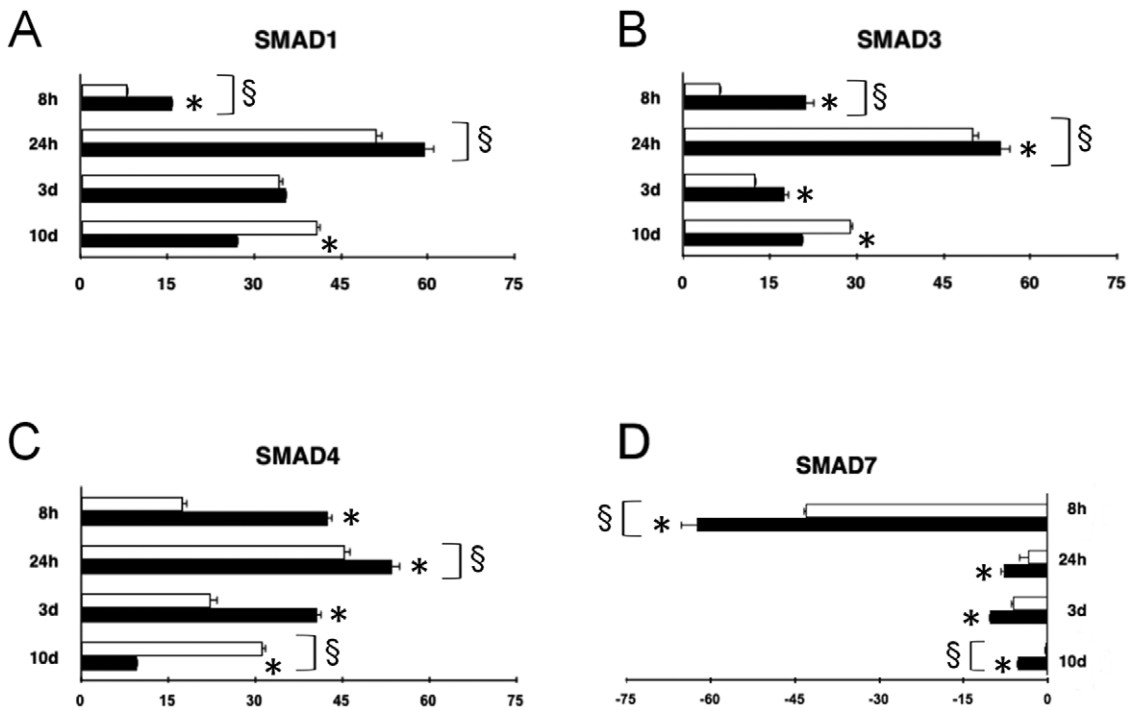 A
SMAD1
8h
* §
24h
§
3d
10d
*
0 15 30 45 60 75
B
SMAD3
8h
* §
24h
* §
3d
*
10d
*
0 15 30 45 60 75
C
SMAD4
8h
*
24h
* §
3d
*
10d
* §
0 15 30 45 60 75
D
SMAD7
§ * 8h
* 24h
* 3d
§ * 10d
-75 -60 -45 -30 -15 0